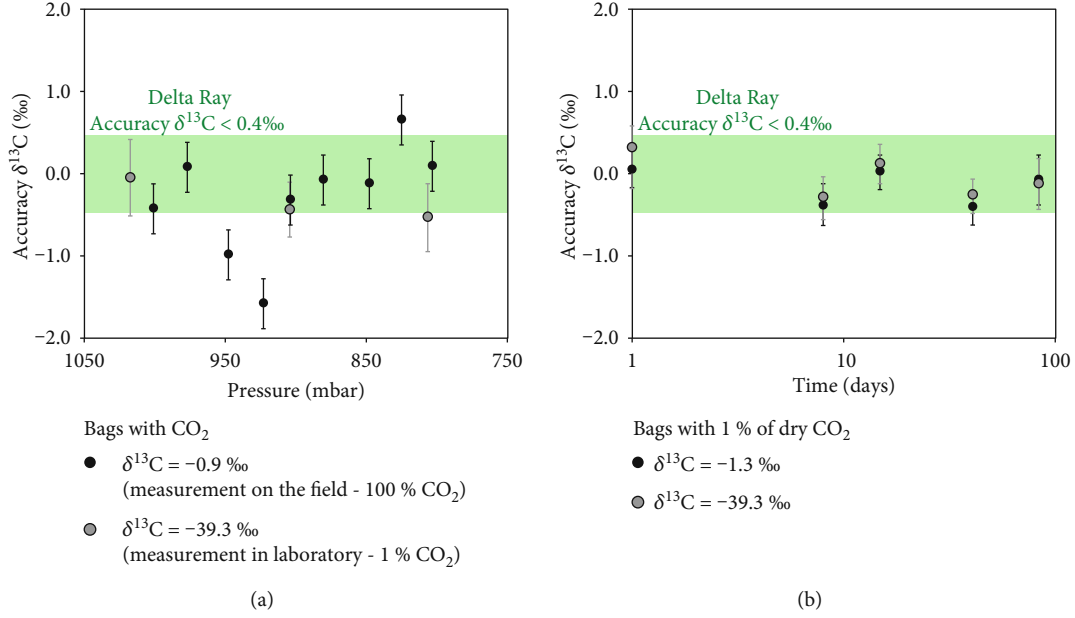 2.0
1.0
0.0
−1.0
−2.0
Accuracy δ¹³C (‰)
Delta Ray
Accuracy δ¹³C < 0.4‰
1050
950
850
750
Pressure (mbar)
Bags with CO₂
δ¹³C = −0.9 ‰
(measurement on the field - 100 % CO₂)
δ¹³C = −39.3 ‰
(measurement in laboratory - 1 % CO₂)
(a)
2.0
1.0
0.0
−1.0
−2.0
Accuracy δ¹³C (‰)
Delta Ray
Accuracy δ¹³C < 0.4‰
1
10
100
Time (days)
Bags with 1 % of dry CO₂
δ¹³C = −1.3 ‰
δ¹³C = −39.3 ‰
(b)